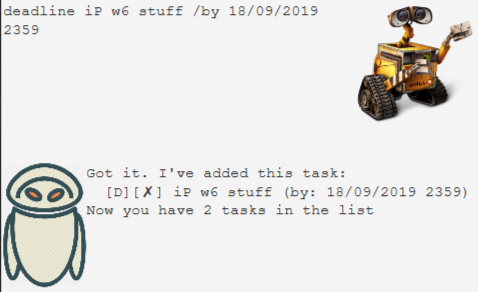 deadline iP w6 stuff /by 18/09/2019
2359
Got it. I've added this task:
[D][✗] iP w6 stuff (by: 18/09/2019 2359)
Now you have 2 tasks in the list